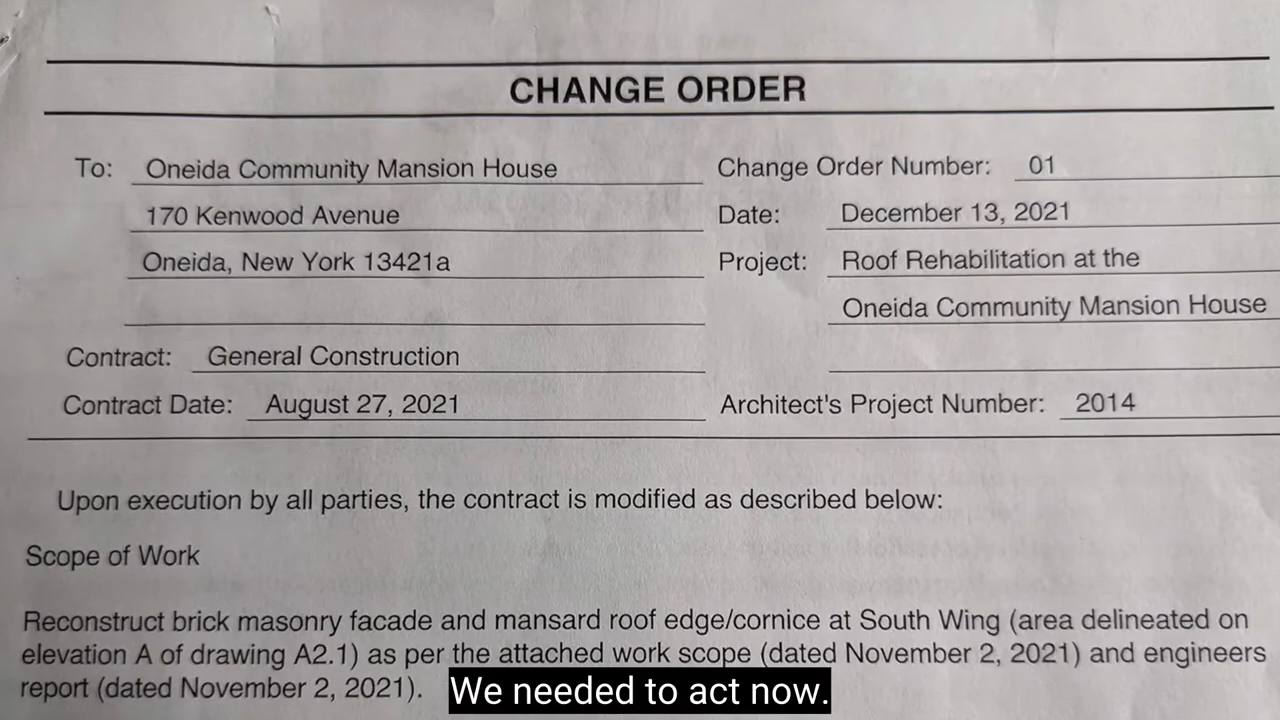 CHANGE ORDER
To: Oneida Community Mansion House
170 Kenwood Avenue
Oneida, New York 13421a
Contract: General Construction
Contract Date: August 27, 2021
Change Order Number: 01
Date: December 13, 2021
Project: Roof Rehabilitation at the
Oneida Community Mansion House
Architect's Project Number: 2014
Upon execution by all parties, the contract is modified as described below:
Scope of Work
Reconstruct brick masonry facade and mansard roof edge/cornice at South Wing (area delineated on
elevation A of drawing A2.1) as per the attached work scope (dated November 2, 2021) and engineers
report (dated November 2, 2021).
We needed to act now.